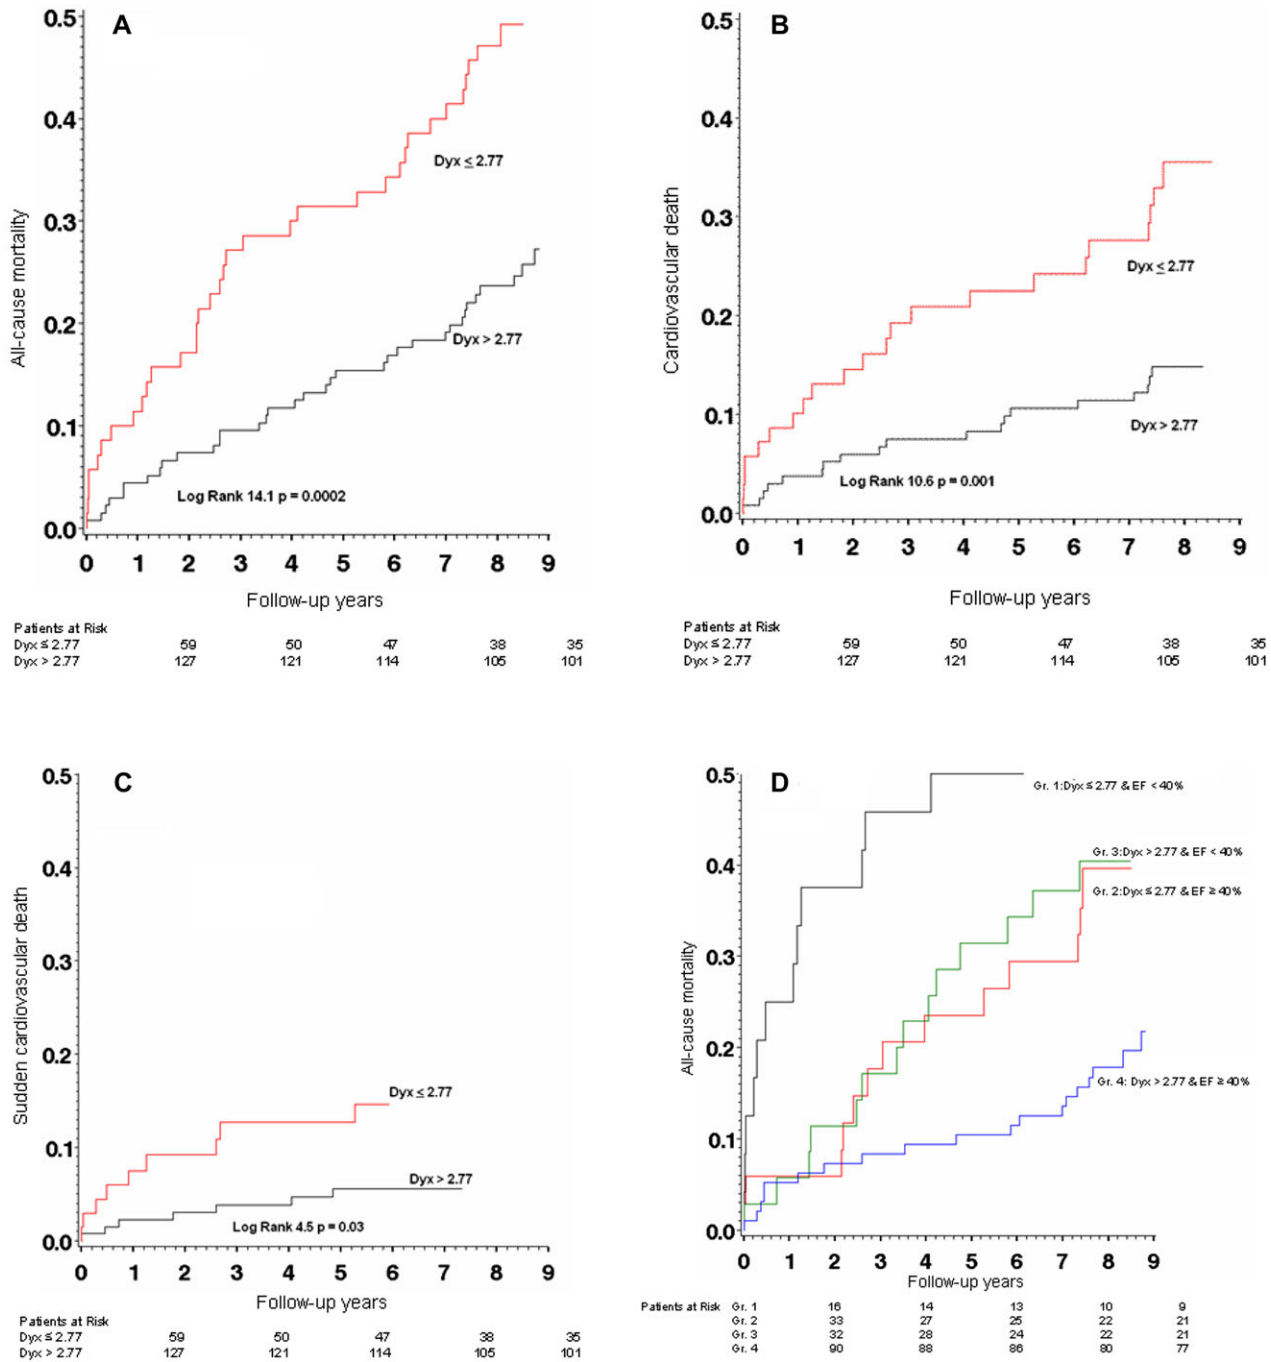 A
0.5
0.4
0.3
0.2
0.1
0.0
All-cause mortality
Dyx ≤ 2.77
Dyx > 2.77
Log Rank 14.1 p = 0.0002
0 1 2 3 4 5 6 7 8 9
Follow-up years
Patients at Risk
Dyx ≤ 2.77 59 50 47 38 35
Dyx > 2.77 127 121 114 105 101
B
0.5
0.4
0.3
0.2
0.1
0.0
Cardiovascular death
Dyx ≤ 2.77
Dyx > 2.77
Log Rank 10.6 p = 0.001
0 1 2 3 4 5 6 7 8 9
Follow-up years
Patients at Risk
Dyx ≤ 2.77 59 50 47 38 35
Dyx > 2.77 127 121 114 105 101
C
0.5
0.4
0.3
0.2
0.1
0.0
Sudden cardiovascular death
Dyx ≤ 2.77
Dyx > 2.77
Log Rank 4.5 p = 0.03
0 1 2 3 4 5 6 7 8 9
Follow-up years
Patients at Risk
Dyx ≤ 2.77 59 50 47 38 35
Dyx > 2.77 127 121 114 105 101
D
0.5
0.4
0.3
0.2
0.1
0.0
All-cause mortality
Gr. 1:Dyx ≤ 2.77 & EF < 40%
Gr. 3:Dyx > 2.77 & EF < 40%
Gr. 2:Dyx ≤ 2.77 & EF ≥ 40%
Gr. 4: Dyx > 2.77 & EF ≥ 40%
0 1 2 3 4 5 6 7 8 9
Follow-up years
Patients at Risk Gr. 1 16 14 13 10 9
Gr. 2 33 27 25 22 21
Gr. 3 32 28 24 22 21
Gr. 4 90 88 86 80 77